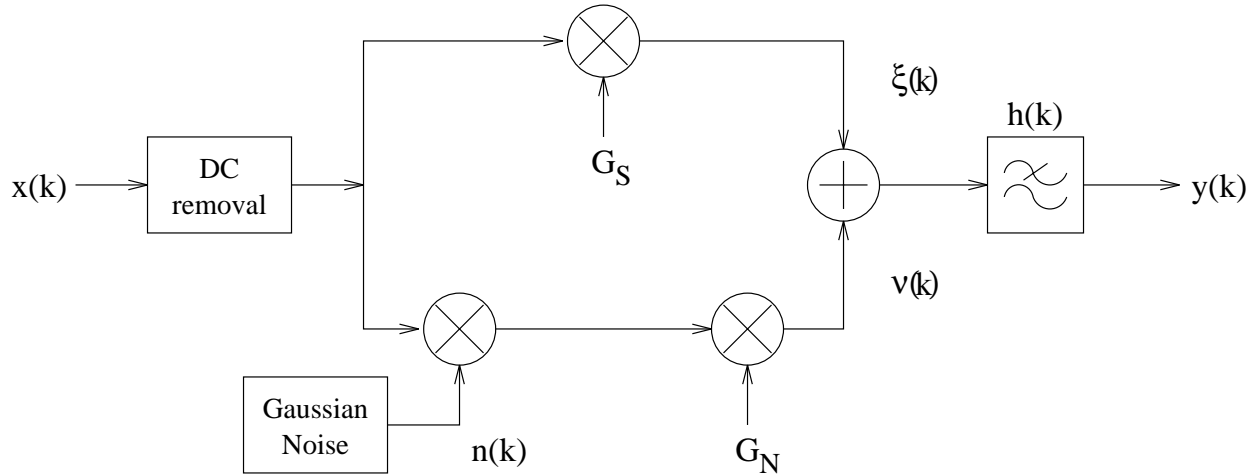 ξ(k)
h(k)
G_S
x(k)
DC
removal
y(k)
ν(k)
Gaussian
Noise
n(k)
G_N